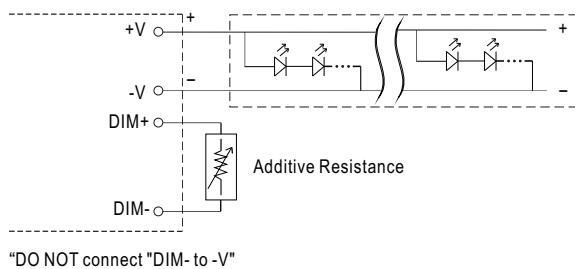 +
+V
+
−
-V
−
DIM+
Additive Resistance
DIM-
“DO NOT connect "DIM- to -V"